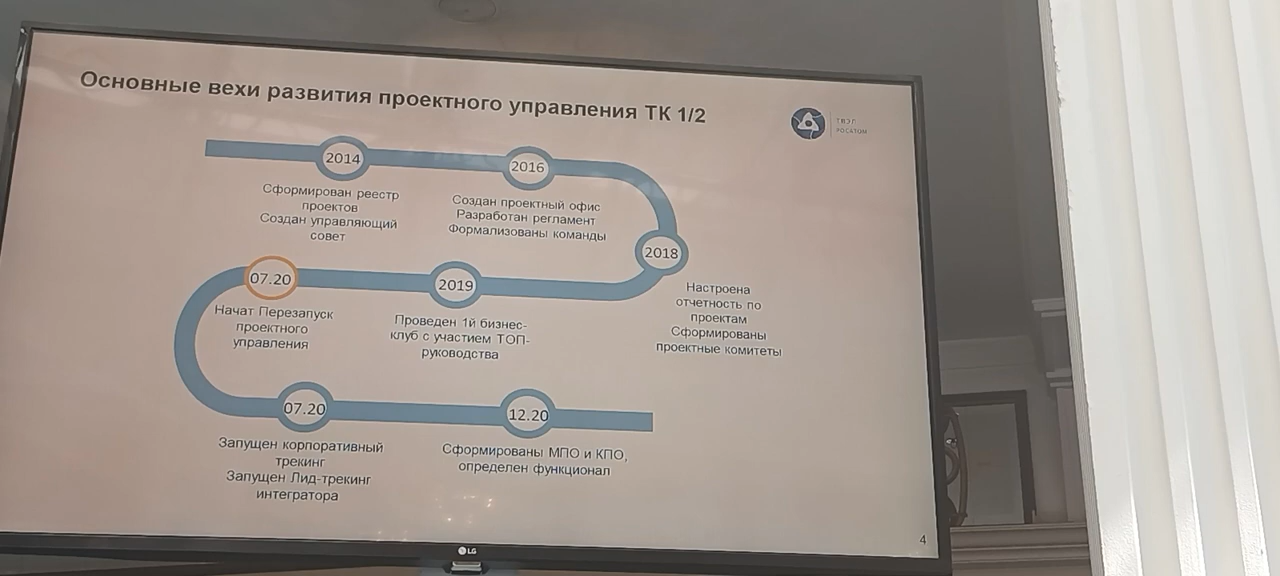 Основные вехи развития проектного управления ТК 1/2
ТВЭЛ
РОСАТОМ
2014
Сформирован реестр
проектов
Создан управляющий
совет
2016
Создан проектный офис
Разработан регламент
Формализованы команды
2018
Настроена
отчетность по
проектам
Сформированы
проектные комитеты
2019
Проведен 1й бизнес-
клуб с участием ТОП-
руководства
07.20
Начат Перезапуск
проектного
управления
07.20
Запущен корпоративный
трекинг
Запущен Лид-трекинг
интегратора
12.20
Сформированы МПО и КПО,
определен функционал
4
LG